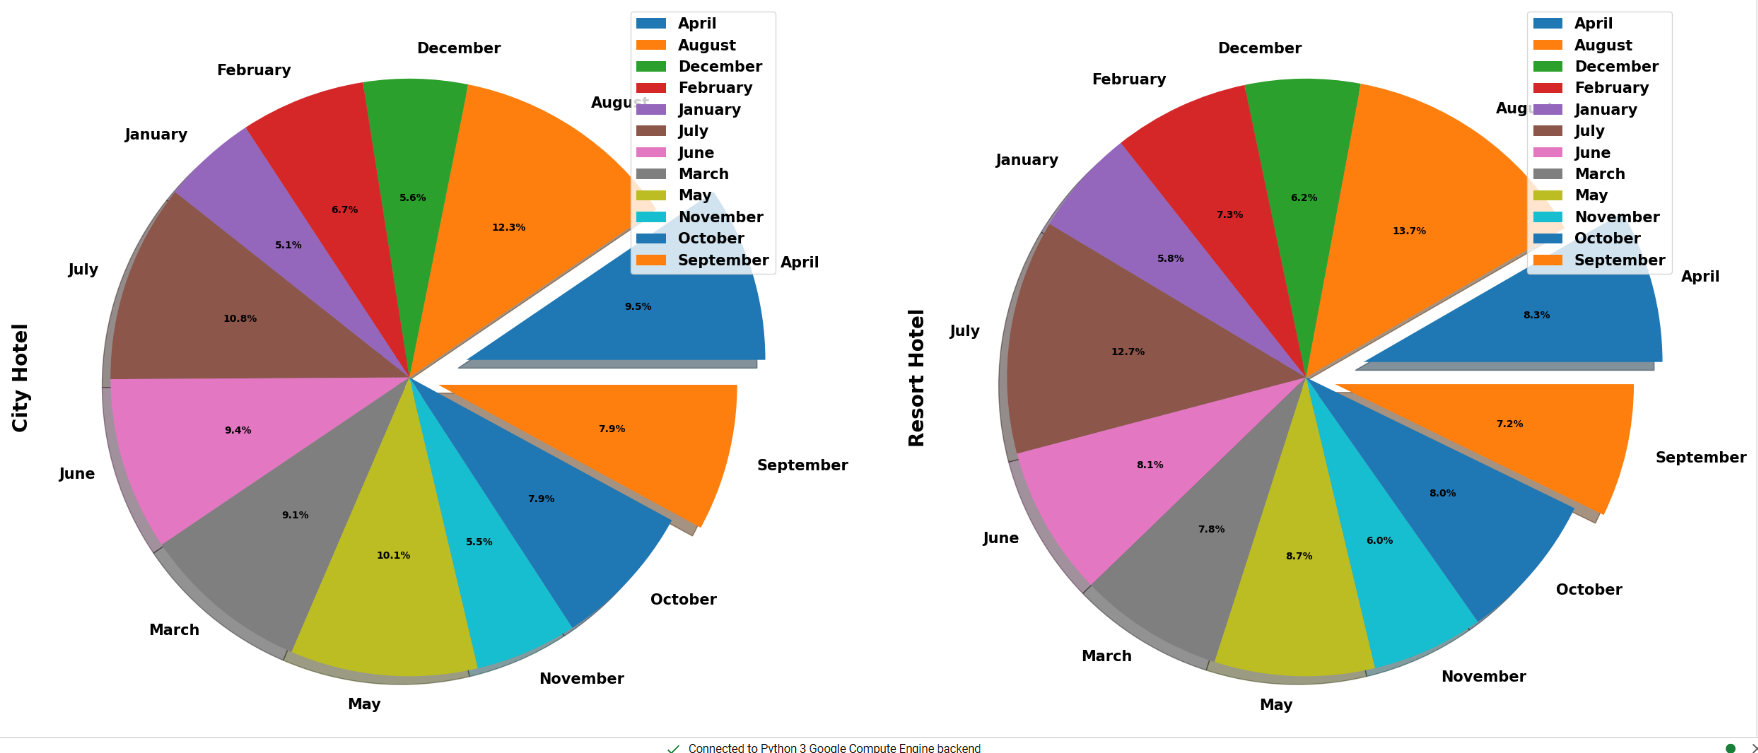 City Hotel
December
February
August
January
July
April
June
September
March
October
May
November
5.6%
6.7%
12.3%
5.1%
9.5%
10.8%
9.4%
7.9%
9.1%
7.9%
10.1%
5.5%
April
August
December
February
January
July
June
March
May
November
October
September
Resort Hotel
December
February
August
January
July
April
June
September
March
October
May
November
6.2%
7.3%
13.7%
5.8%
8.3%
12.7%
8.1%
7.2%
7.8%
8.0%
8.7%
6.0%
April
August
December
February
January
July
June
March
May
November
October
September
Connected to Python 3 Google Compute Engine backend